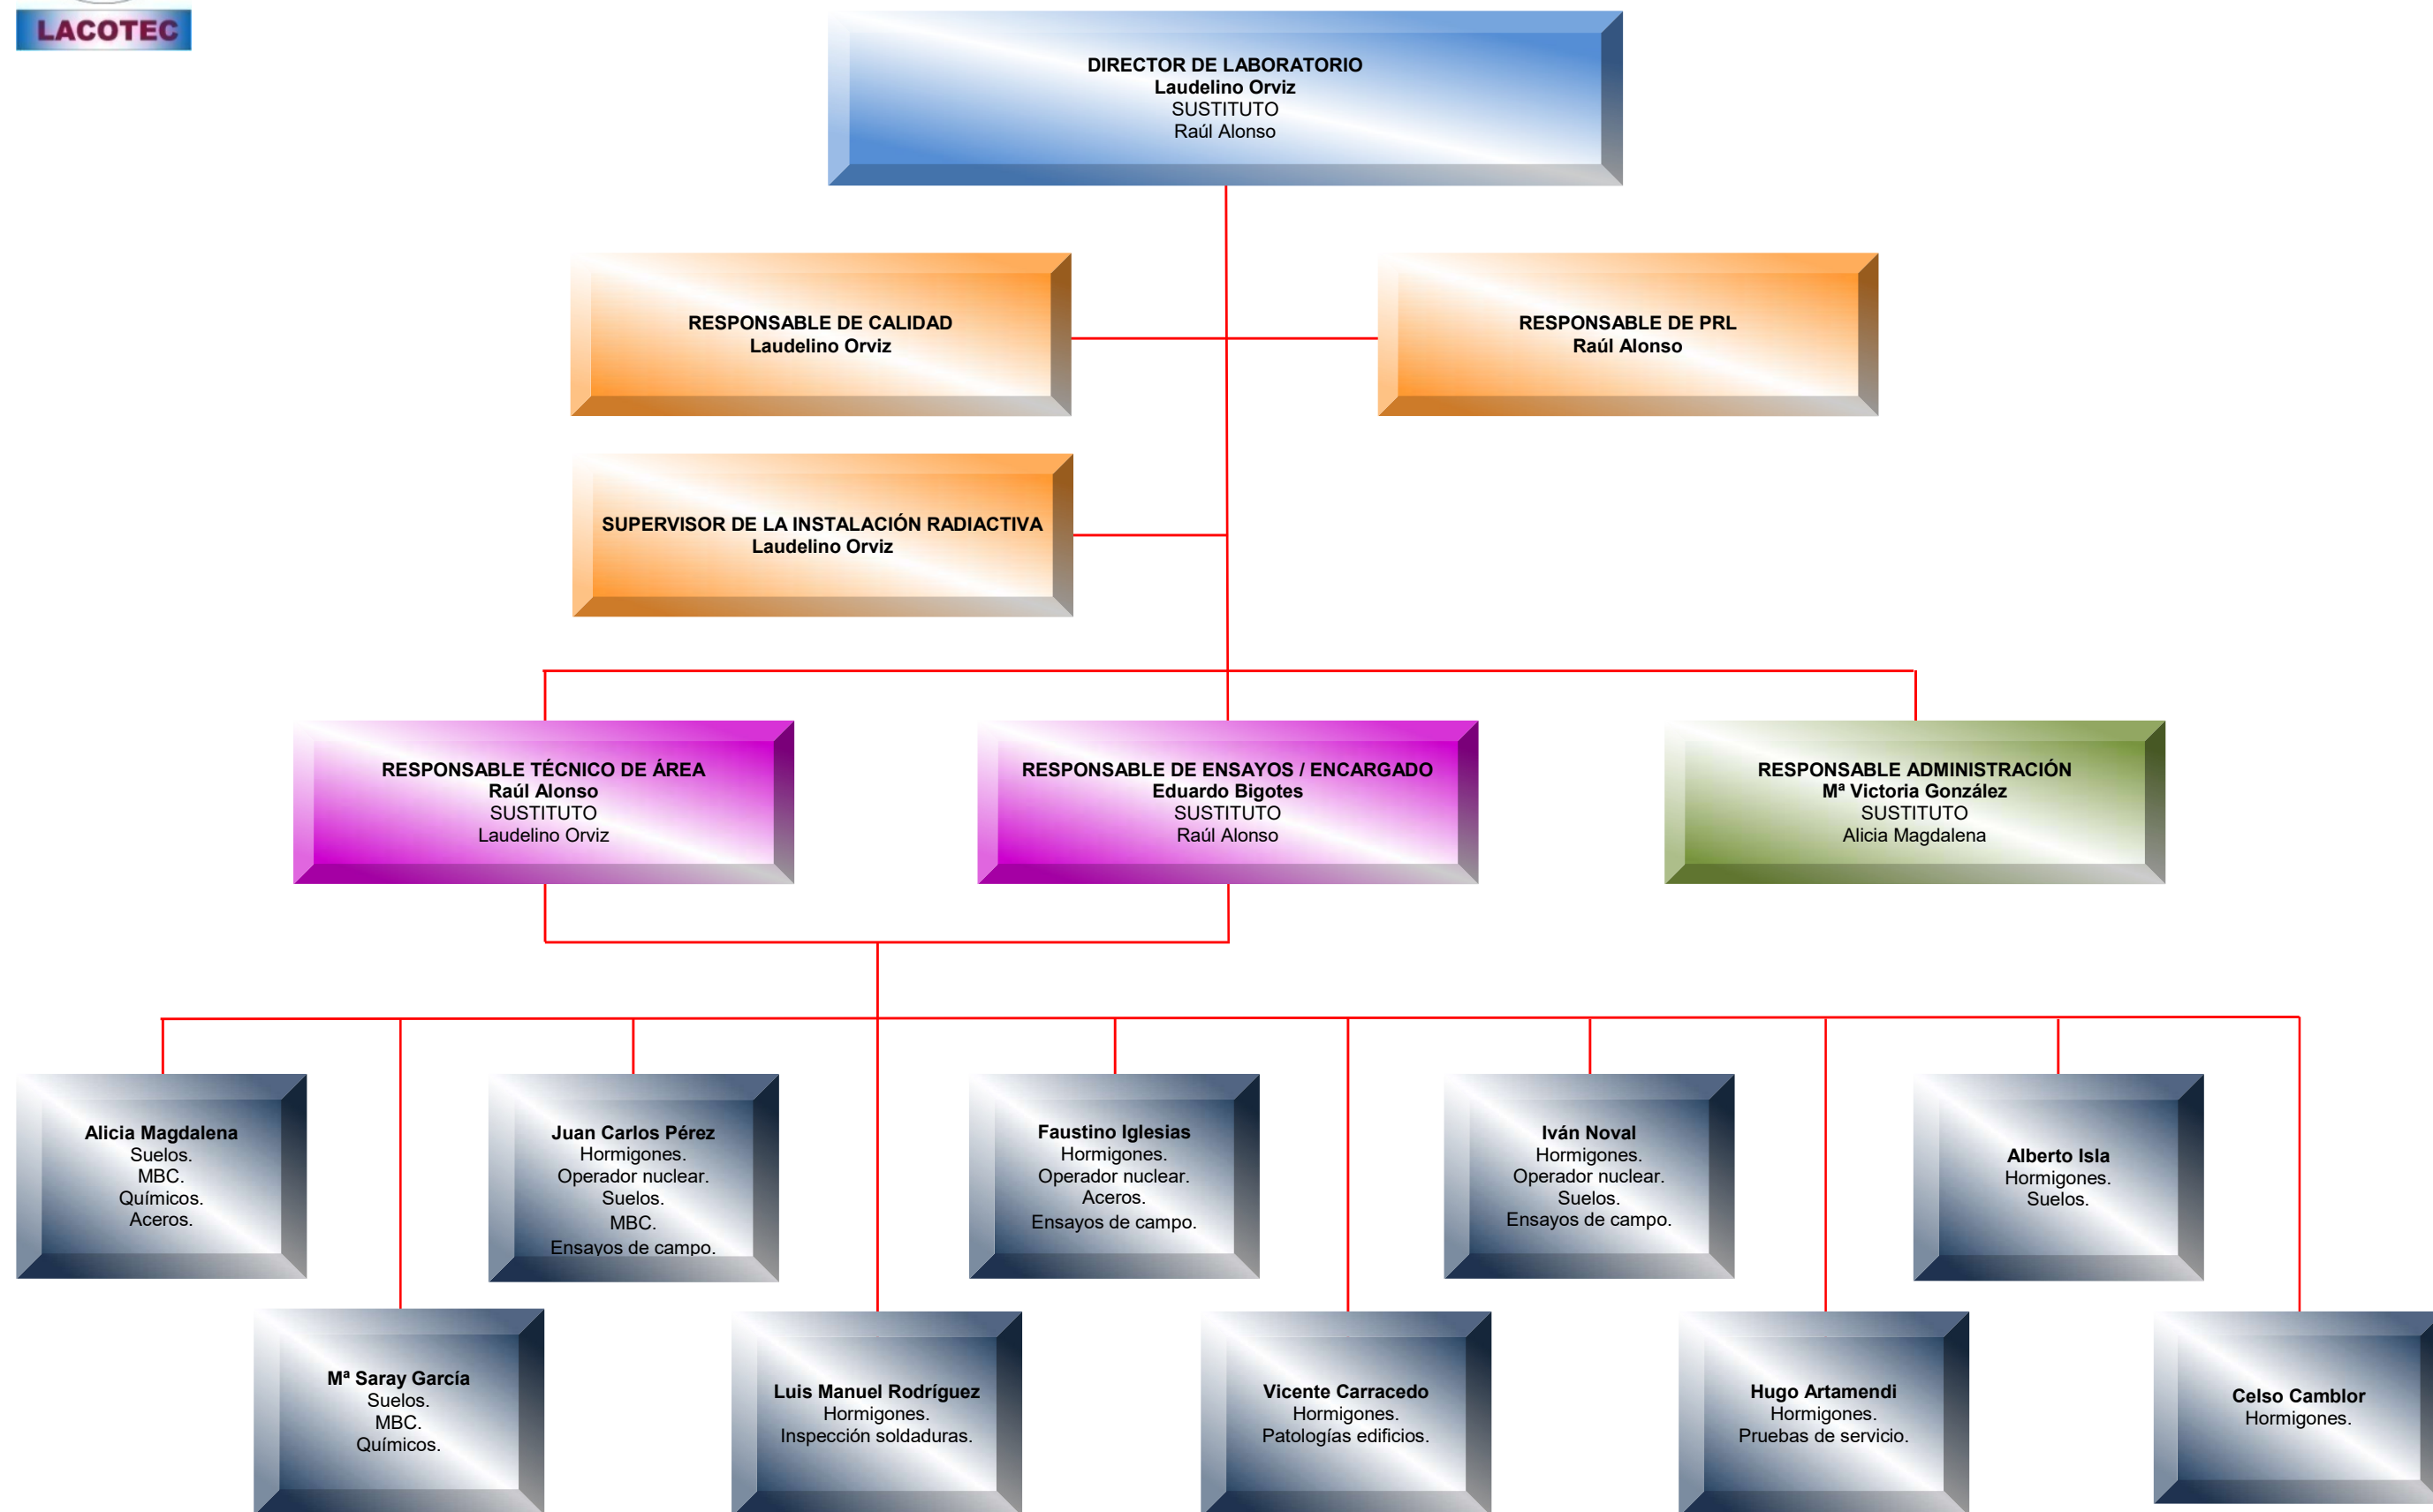 LACOTEC
DIRECTOR DE LABORATORIO
Laudelino Orviz
SUSTITUTO
Raúl Alonso
RESPONSABLE DE CALIDAD
Laudelino Orviz
RESPONSABLE DE PRL
Raúl Alonso
SUPERVISOR DE LA INSTALACIÓN RADIACTIVA
Laudelino Orviz
RESPONSABLE TÉCNICO DE ÁREA
Raúl Alonso
SUSTITUTO
Laudelino Orviz
RESPONSABLE DE ENSAYOS / ENCARGADO
Eduardo Bigotes
SUSTITUTO
Raúl Alonso
RESPONSABLE ADMINISTRACIÓN
Mª Victoria González
SUSTITUTO
Alicia Magdalena
Alicia Magdalena
Suelos.
MBC.
Químicos.
Aceros.
Juan Carlos Pérez
Hormigones.
Operador nuclear.
Suelos.
MBC.
Ensayos de campo.
Faustino Iglesias
Hormigones.
Operador nuclear.
Aceros.
Ensayos de campo.
Iván Noval
Hormigones.
Operador nuclear.
Suelos.
Ensayos de campo.
Alberto Isla
Hormigones.
Suelos.
Mª Saray García
Suelos.
MBC.
Químicos.
Luis Manuel Rodríguez
Hormigones.
Inspección soldaduras.
Vicente Carracedo
Hormigones.
Patologías edificios.
Hugo Artamendi
Hormigones.
Pruebas de servicio.
Celso Camblor
Hormigones.